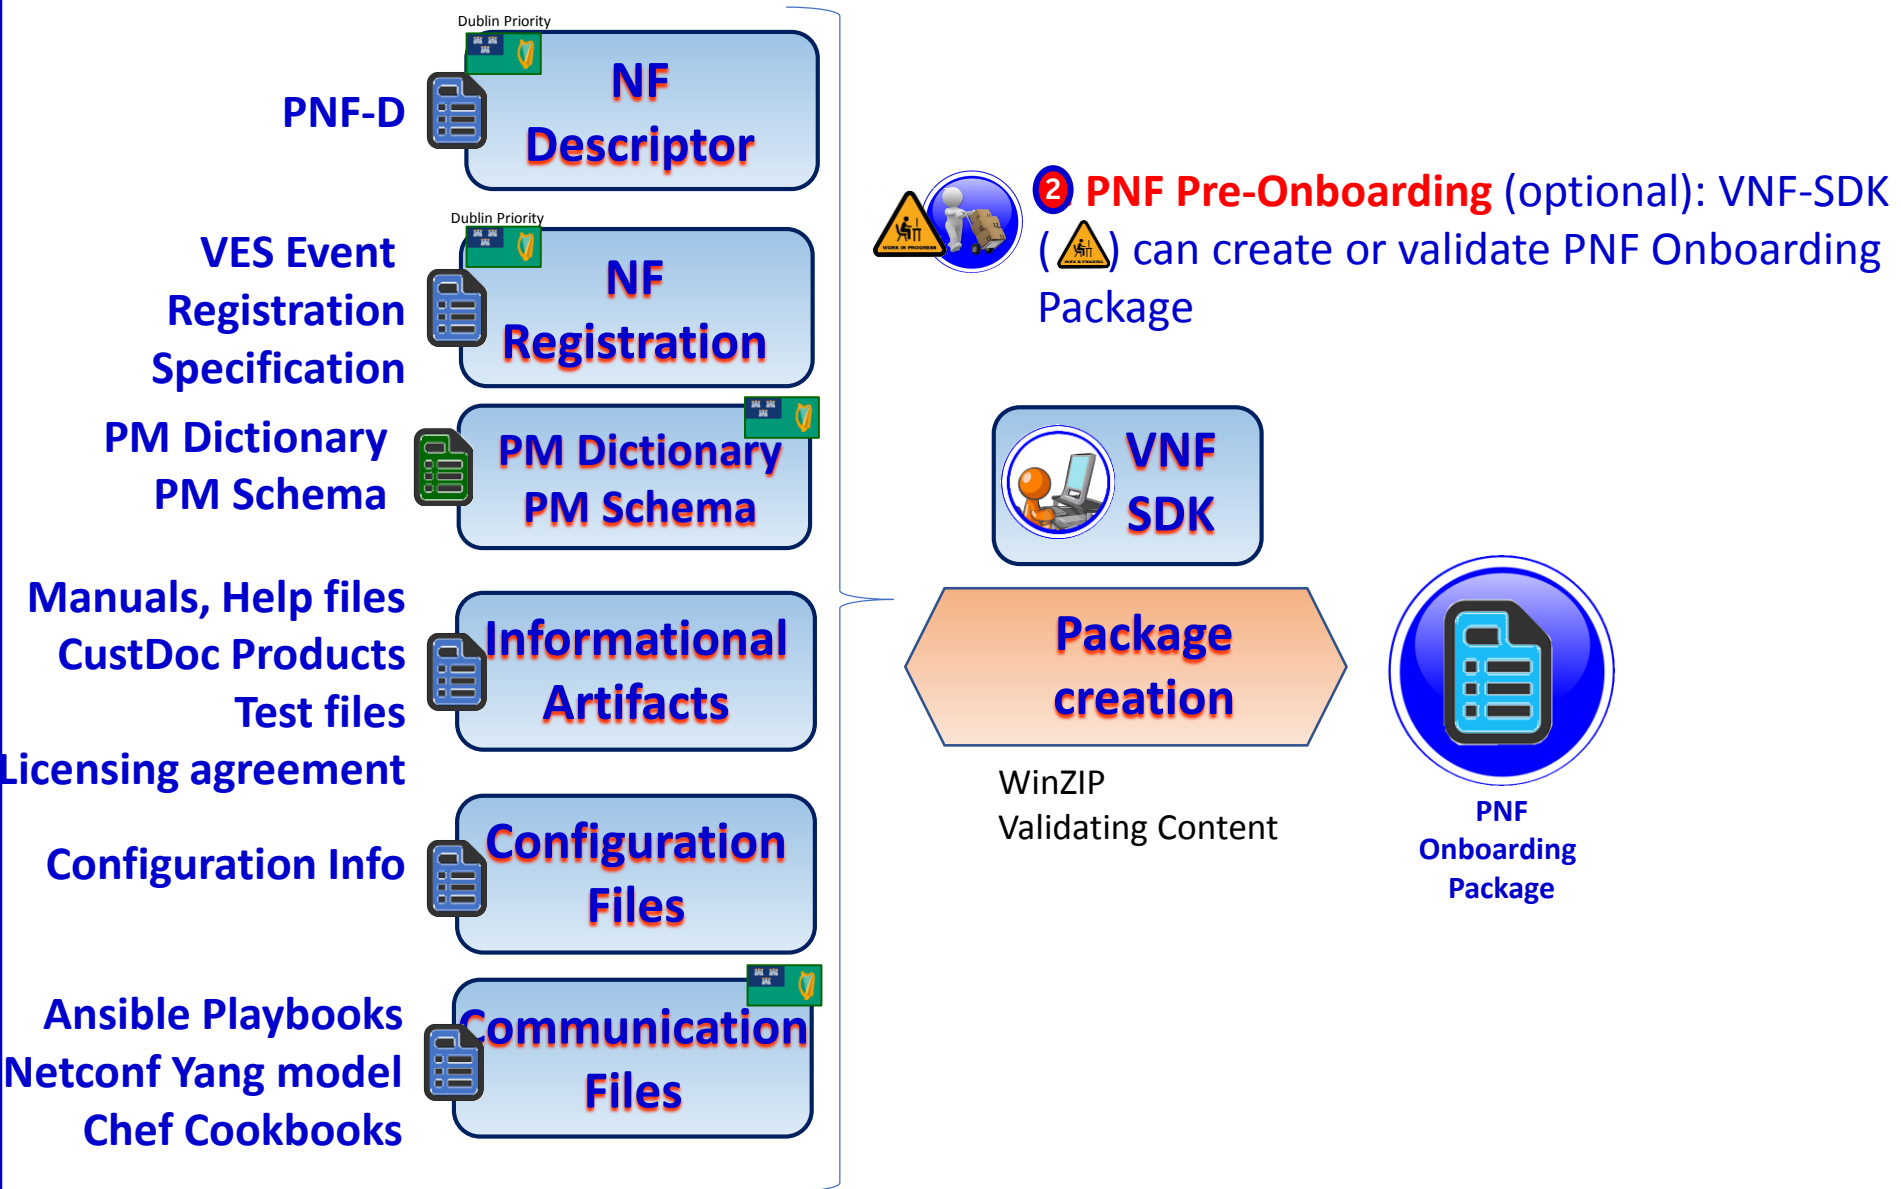 Dublin Priority
PNF-D
NF
Descriptor
Dublin Priority
VES Event
Registration
Specification
NF
Registration
PM Dictionary
PM Schema
PM Dictionary
PM Schema
Manuals, Help files
CustDoc Products
Test files
Licensing agreement
Informational
Artifacts
Configuration Info
Configuration
Files
Ansible Playbooks
Netconf Yang model
Chef Cookbooks
Communication
Files
WORK IN PROGRESS
2 PNF Pre-Onboarding (optional): VNF-SDK
( ) can create or validate PNF Onboarding
Package
VNF
SDK
Package
creation
WinZIP
Validating Content
PNF
Onboarding
Package